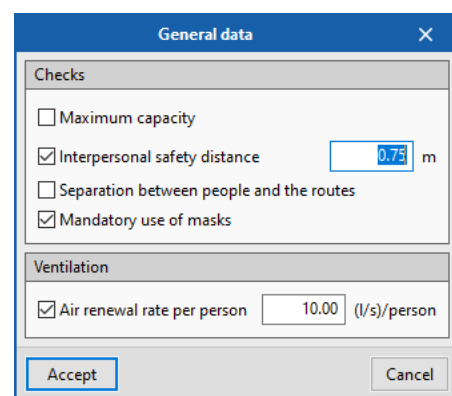 General data
Checks
Maximum capacity
Interpersonal safety distance 0.75 m
Separation between people and the routes
Mandatory use of masks
Ventilation
Air renewal rate per person 10.00 (l/s)/person
Accept Cancel